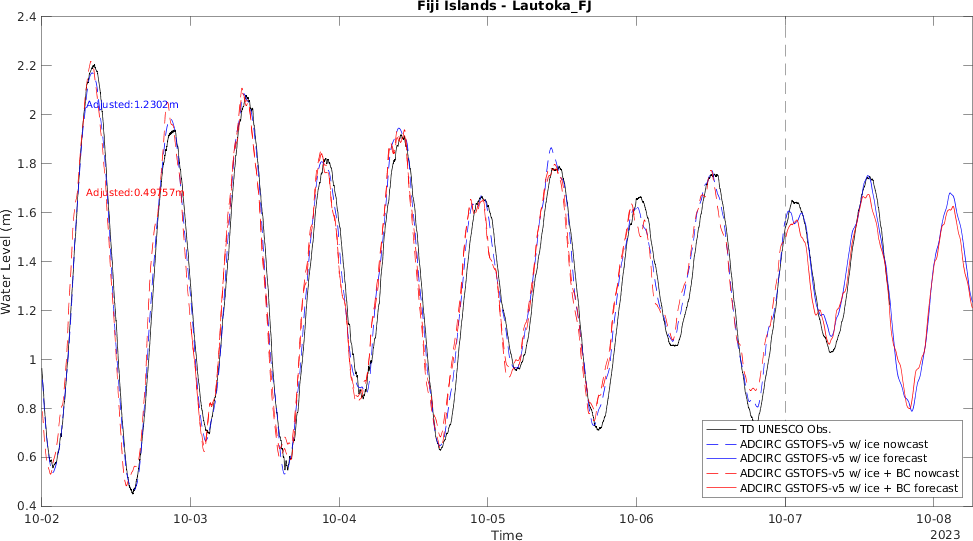 Fiji Islands - Lautoka_FJ
2.4
2.2
2
1.8
1.6
1.4
1.2
1
0.8
0.6
0.4
Water Level (m)
Adjusted:1.2302m
Adjusted:0.49757m
TD UNESCO Obs.
ADCIRC GSTOFS-v5 w/ ice nowcast
ADCIRC GSTOFS-v5 w/ ice forecast
ADCIRC GSTOFS-v5 w/ ice + BC nowcast
ADCIRC GSTOFS-v5 w/ ice + BC forecast
10-02 10-03 10-04 10-05 10-06 10-07 10-08
Time
2023